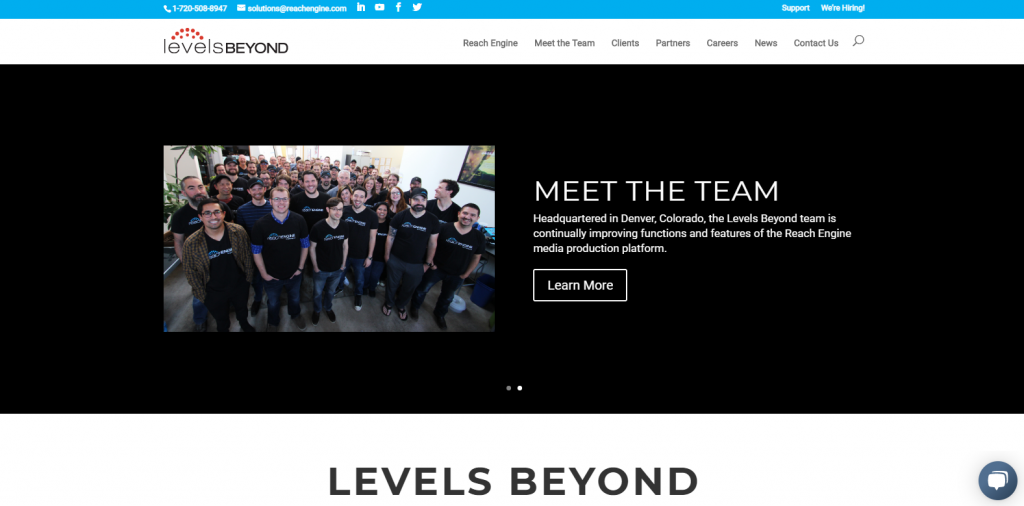 1-720-508-8947 solutions@reachengine.com Support We're Hiring!
levelsBEYOND Reach Engine Meet the Team Clients Partners Careers News Contact Us
MEET THE TEAM
Headquartered in Denver, Colorado, the Levels Beyond team is
continually improving functions and features of the Reach Engine
media production platform.
Learn More
LEVELS BEYOND